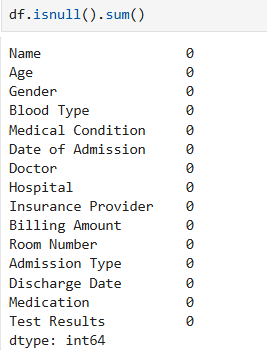 df.isnull().sum()
Name 0
Age 0
Gender 0
Blood Type 0
Medical Condition 0
Date of Admission 0
Doctor 0
Hospital 0
Insurance Provider 0
Billing Amount 0
Room Number 0
Admission Type 0
Discharge Date 0
Medication 0
Test Results 0
dtype: int64